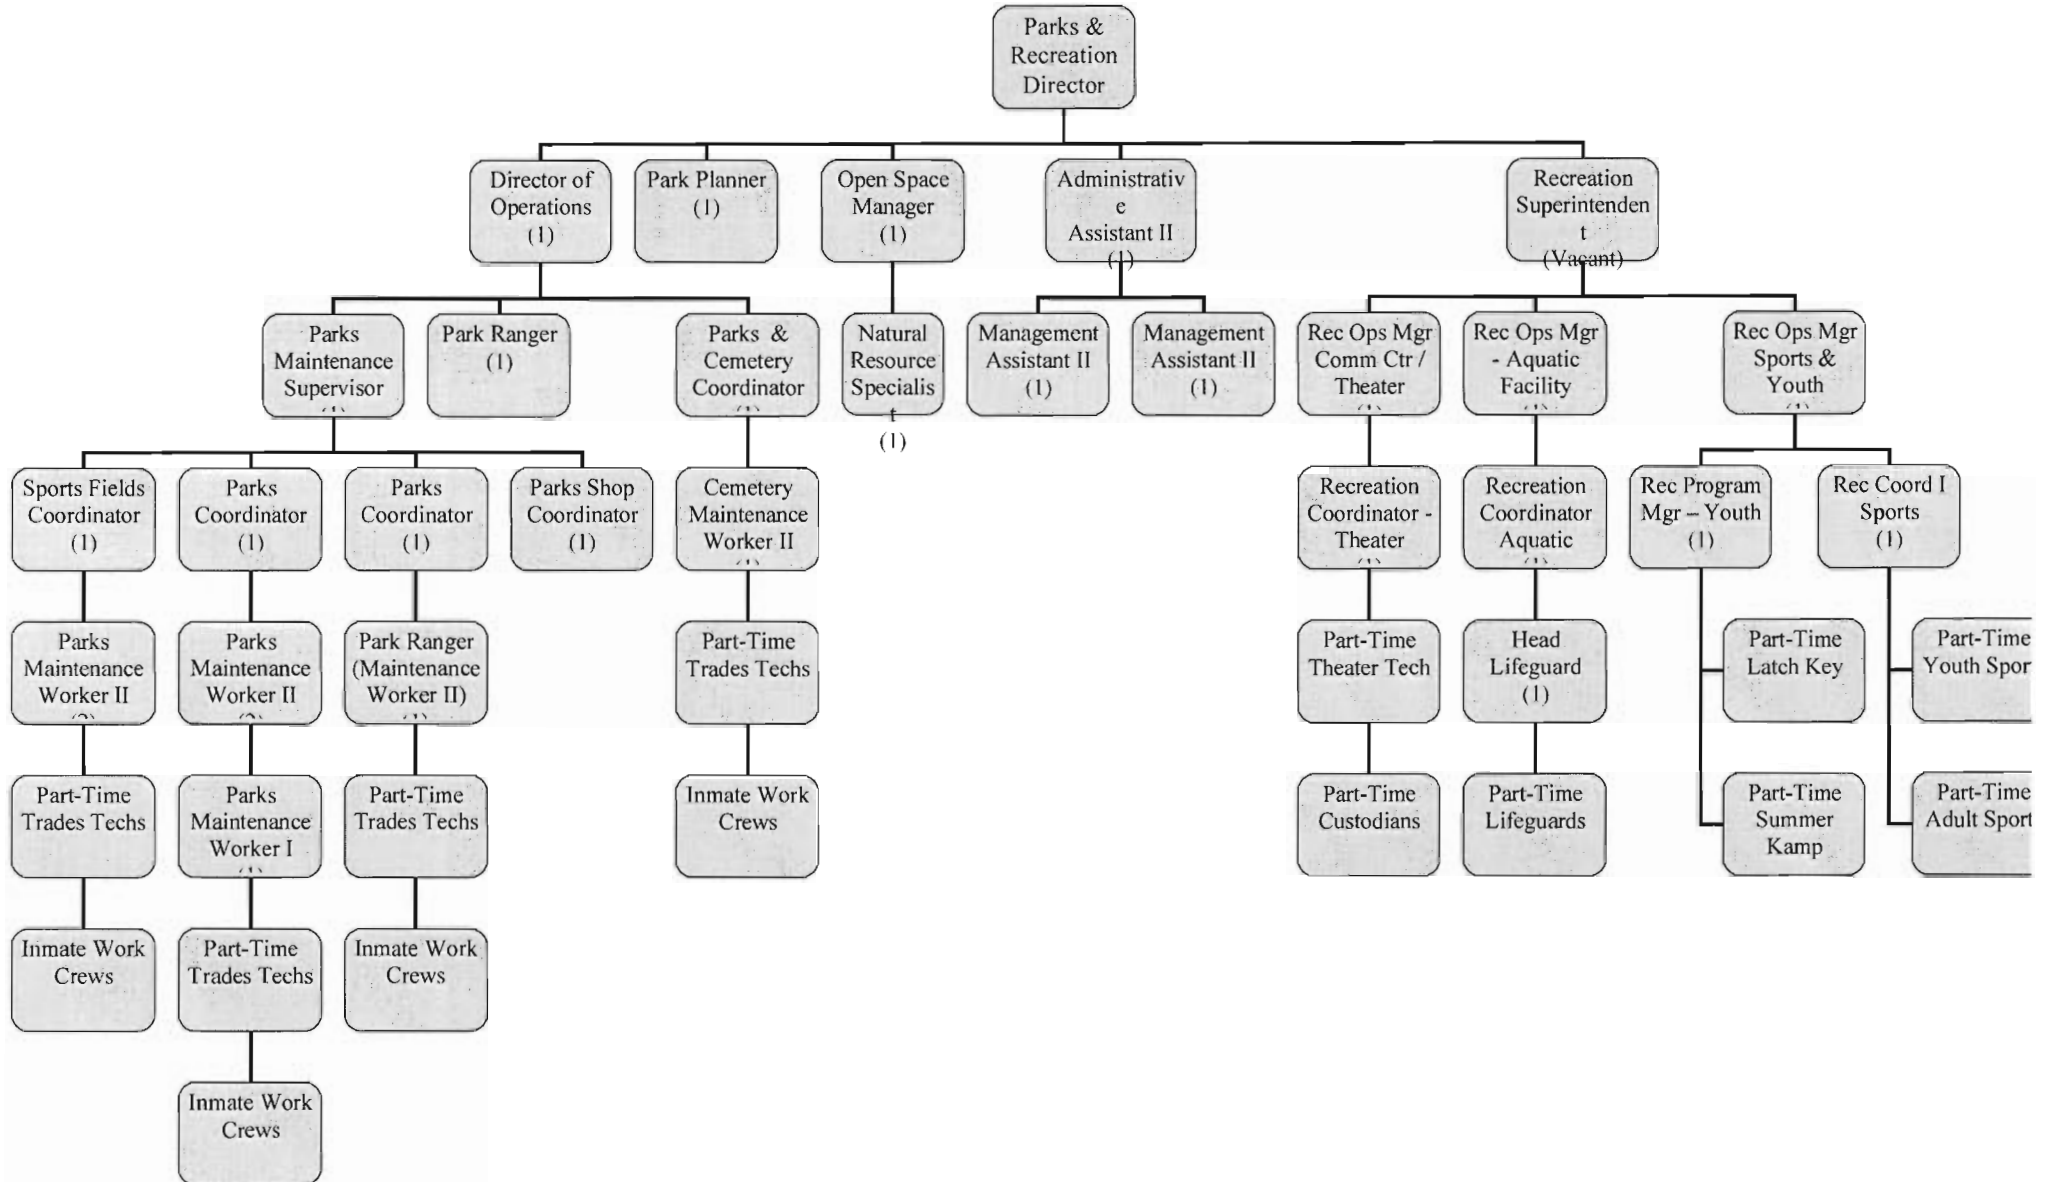 Parks &
Recreation
Director
Director of
Operations
(1)
Park Planner
(1)
Open Space
Manager
(1)
Administrativ
e
Assistant II
(1)
Recreation
Superintenden
t
(Vacant)
Parks
Maintenance
Supervisor
Park Ranger
(1)
Parks &
Cemetery
Coordinator
Natural
Resource
Specialis
t
(1)
Management
Assistant II
(1)
Management
Assistant II
(1)
Rec Ops Mgr
Comm Ctr /
Theater
Rec Ops Mgr
- Aquatic
Facility
Rec Ops Mgr
Sports &
Youth
Sports Fields
Coordinator
(1)
Parks
Coordinator
(1)
Parks
Coordinator
(1)
Parks Shop
Coordinator
(1)
Cemetery
Maintenance
Worker II
Recreation
Coordinator -
Theater
Recreation
Coordinator
Aquatic
Rec Program
Mgr – Youth
(1)
Rec Coord I
Sports
(1)
Parks
Maintenance
Worker II
Parks
Maintenance
Worker II
Park Ranger
(Maintenance
Worker II)
Part-Time
Trades Techs
Part-Time
Theater Tech
Head
Lifeguard
(1)
Part-Time
Latch Key
Part-Time
Youth Spor
Part-Time
Trades Techs
Parks
Maintenance
Worker I
Part-Time
Trades Techs
Inmate Work
Crews
Part-Time
Custodians
Part-Time
Lifeguards
Part-Time
Summer
Kamp
Part-Time
Adult Sport
Inmate Work
Crews
Part-Time
Trades Techs
Inmate Work
Crews
Inmate Work
Crews